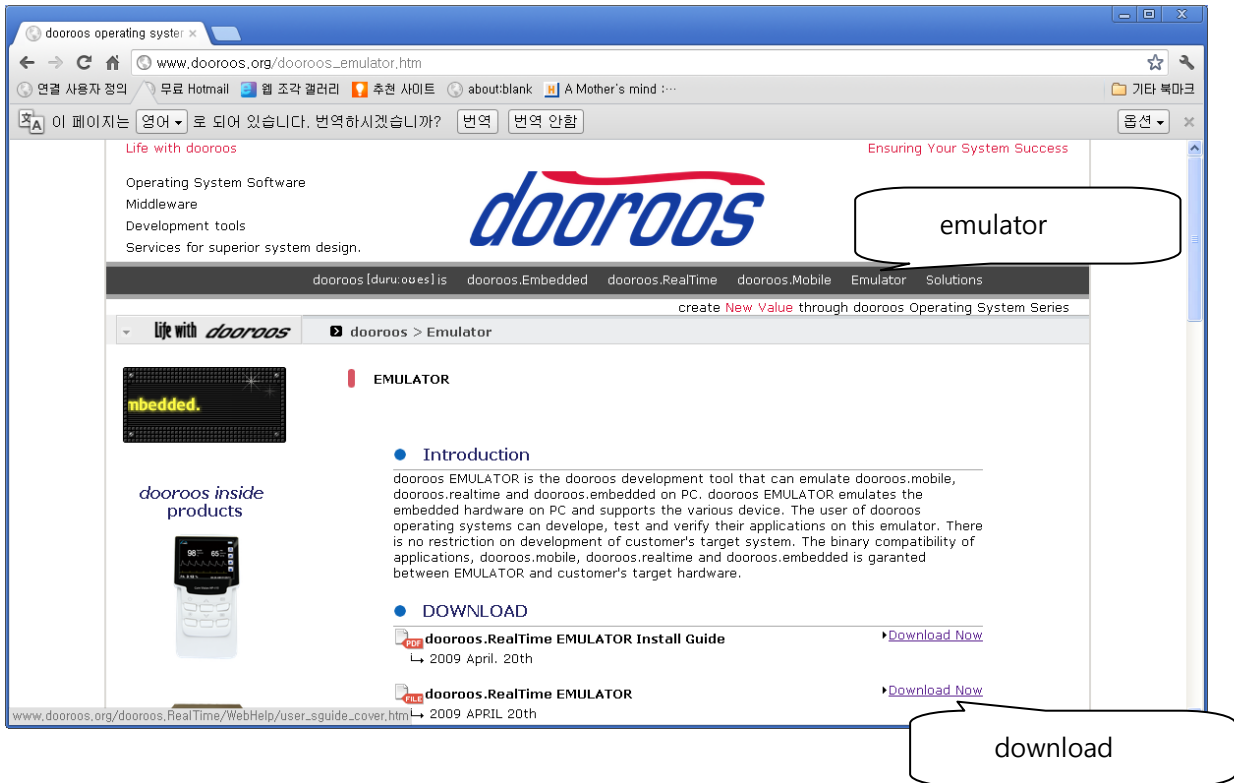 dooroos operating syster
www.dooroos.org/dooroos_emulator.htm
연결 사용자 정의 무료 Hotmail 웹 조각 갤러리 추천 사이트 about:blank A Mother's mind :··· 기타 북마크
이 페이지는 영어 로 되어 있습니다. 번역하시겠습니까? 번역 번역 안함 옵션
Life with dooroos Ensuring Your System Success
Operating System Software
Middleware
Development tools
Services for superior system design.
dooroos
emulator
dooroos [duru:oʊes] is dooroos.Embedded dooroos.RealTime dooroos.Mobile Emulator Solutions
create New Value through dooroos Operating System Series
life with dooroos dooroos > Emulator
EMULATOR
mbedded.
Introduction
dooroos EMULATOR is the dooroos development tool that can emulate dooroos.mobile,
dooroos.realtime and dooroos.embedded on PC. dooroos EMULATOR emulates the
embedded hardware on PC and supports the various device. The user of dooroos
operating systems can develope, test and verify their applications on this emulator. There
is no restriction on development of customer's target system. The binary compatibility of
applications, dooroos.mobile, dooroos.realtime and dooroos.embedded is garanted
between EMULATOR and customer's target hardware.
dooroos inside
products
98 65
DOWNLOAD
PDF dooroos.RealTime EMULATOR Install Guide Download Now
2009 April. 20th
FILE dooroos.RealTime EMULATOR Download Now
2009 APRIL 20th
www.dooroos.org/dooroos.RealTime/WebHelp/user_sguide_cover.htm
download